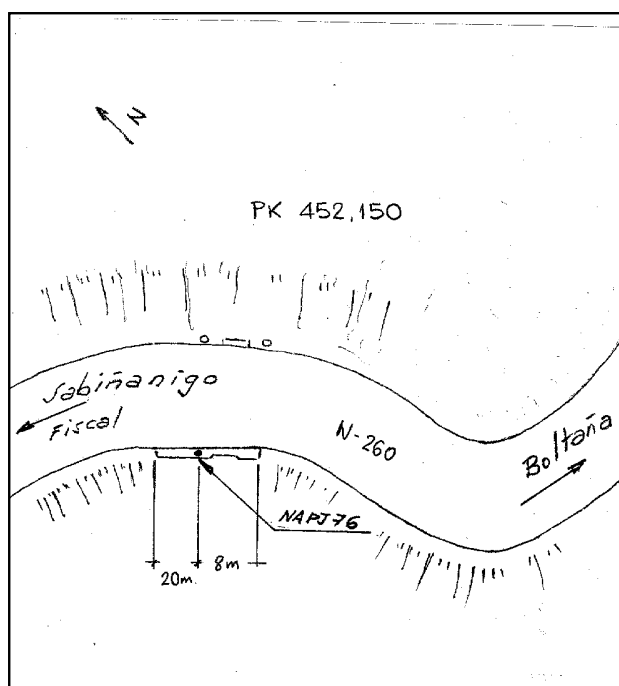 N
PK 452,150
Sabiñanigo
Fiscal
N-260
Boltaña
NAPJ76
20m.
8m